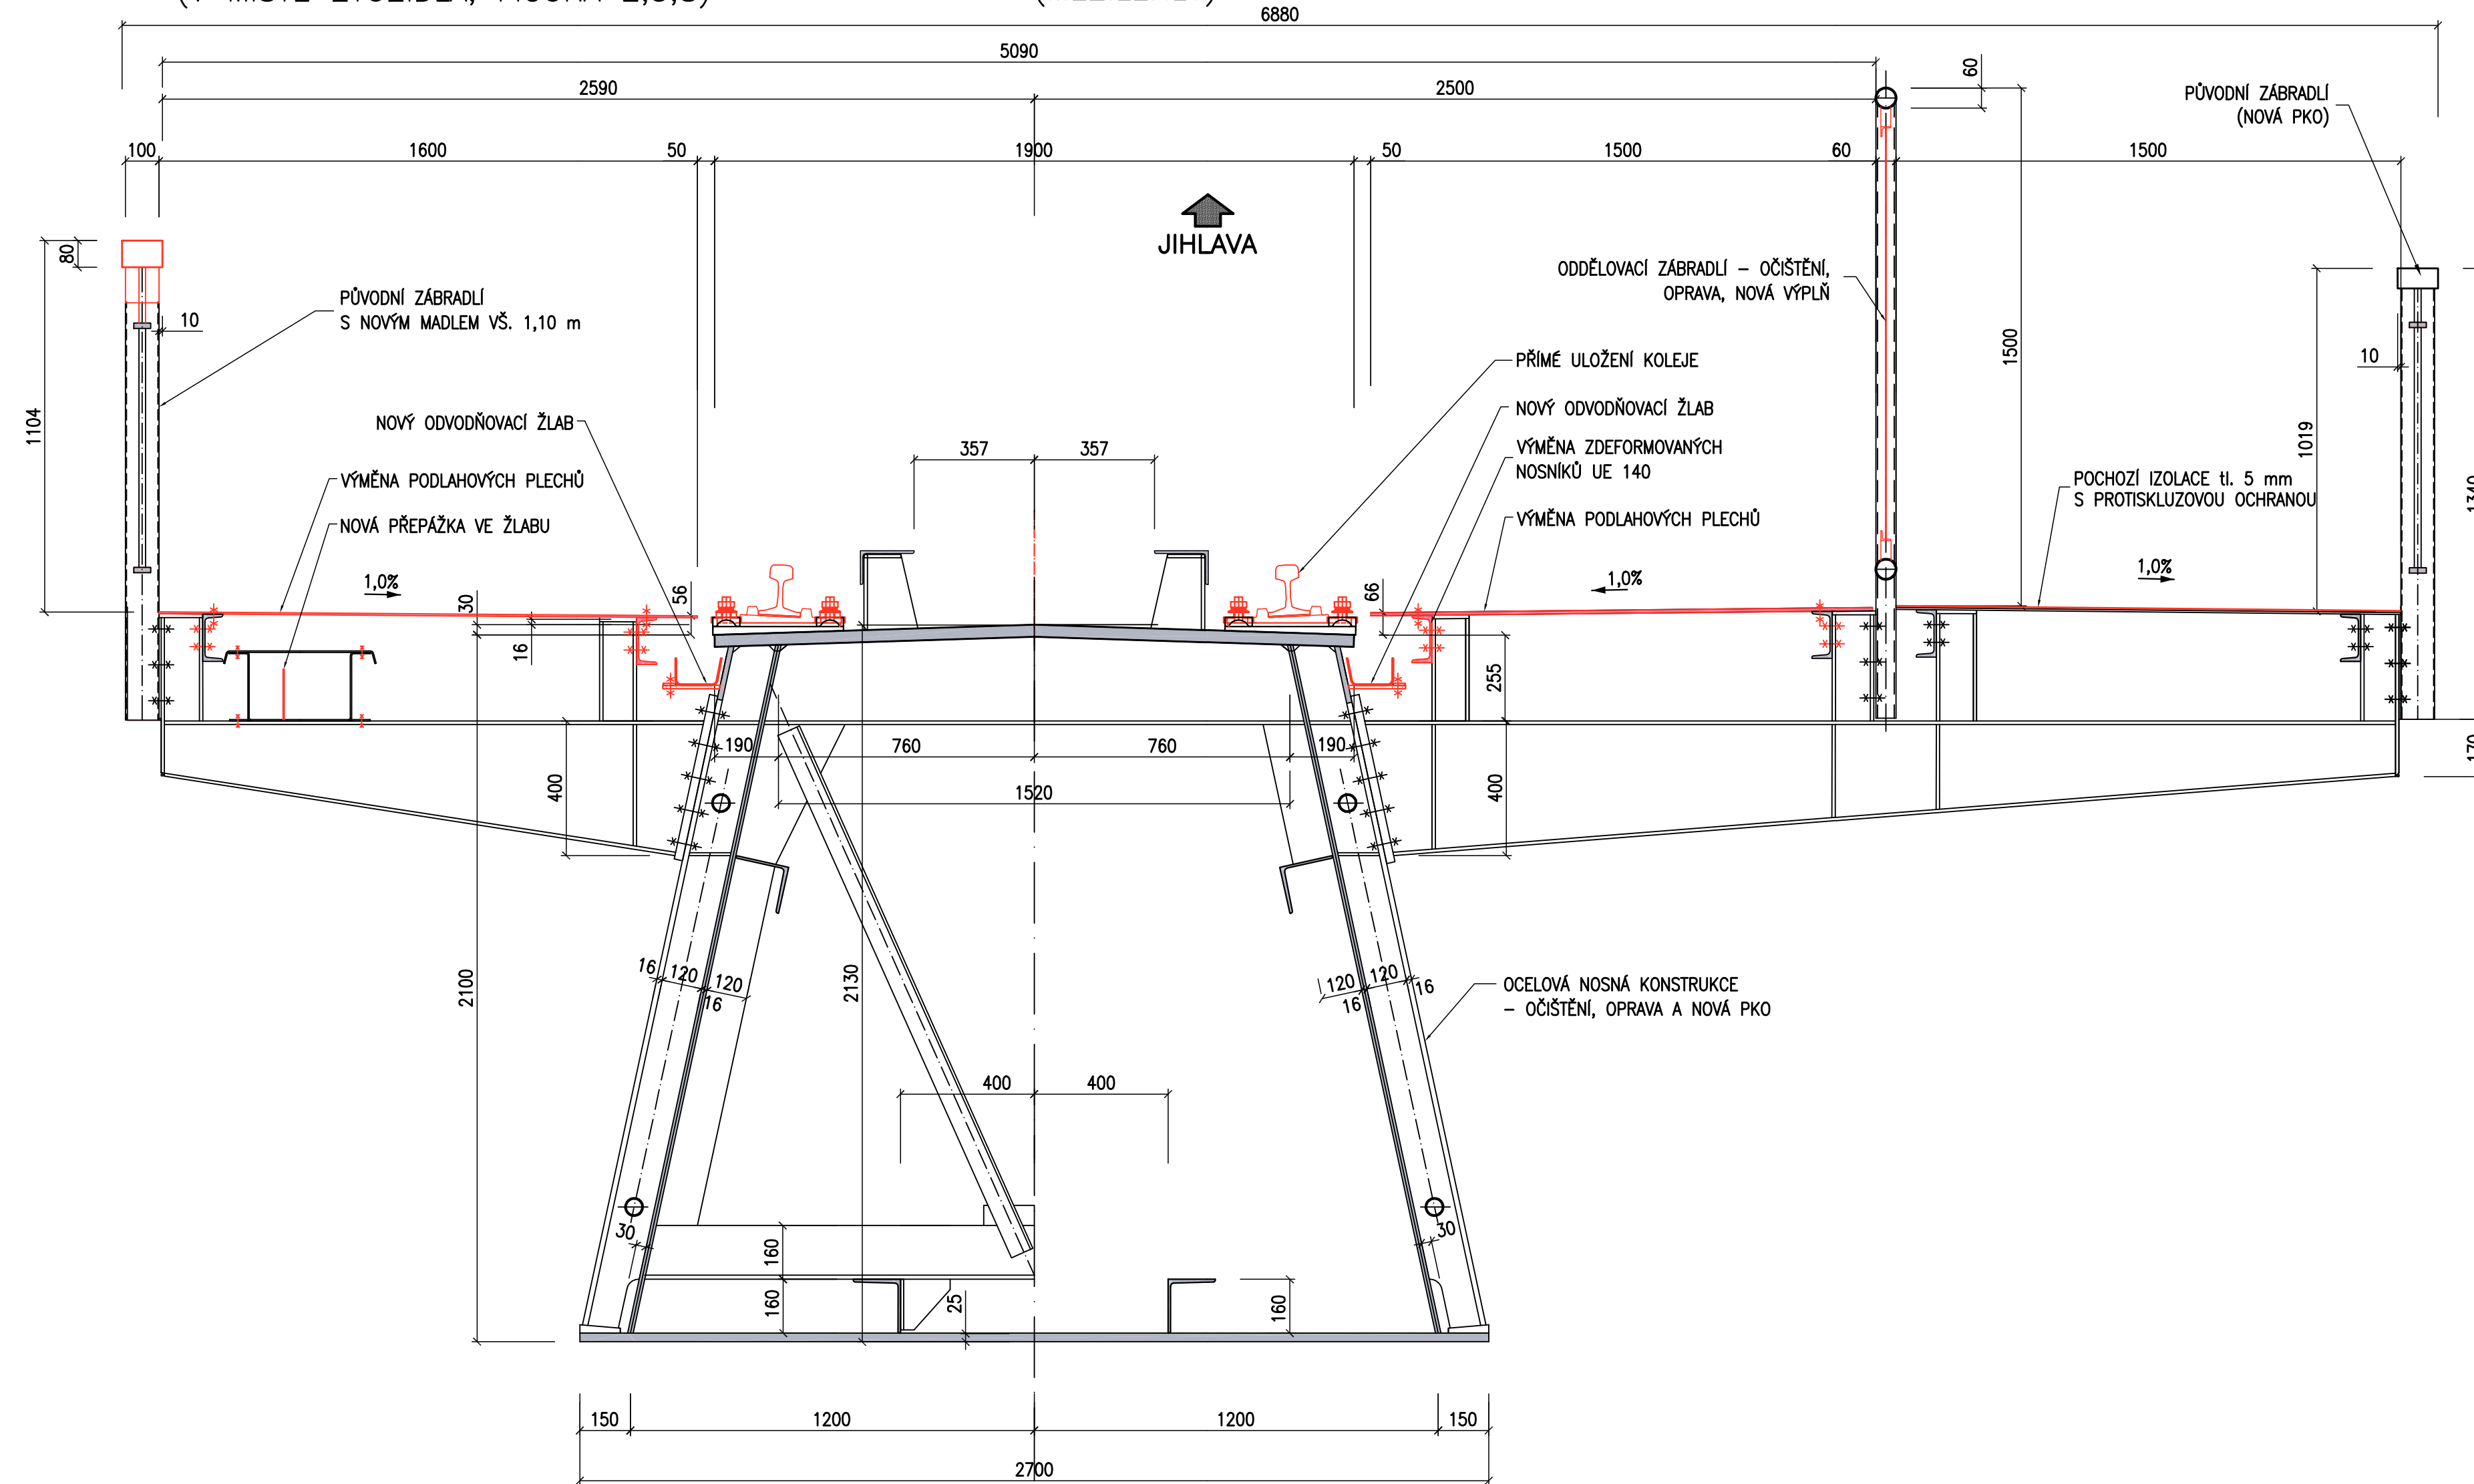 6880
5090
2590 2500 60
PŮVODNÍ ZÁBRADLÍ
(NOVÁ PKO)
100 1600 50 1900 50 1500 60 1500
JIHLAVA
80
ODDĚLOVACÍ ZÁBRADLÍ – OČIŠTĚNÍ,
OPRAVA, NOVÁ VÝPLŇ
PŮVODNÍ ZÁBRADLÍ
S NOVÝM MADLEM VŠ. 1,10 m
10
1500
10
PŘÍMÉ ULOŽENÍ KOLEJE
1104
NOVÝ ODVODŇOVACÍ ŽLAB
NOVÝ ODVODŇOVACÍ ŽLAB
1019
357 357
VÝMĚNA ZDEFORMOVANÝCH
NOSNÍKŮ UE 140
VÝMĚNA PODLAHOVÝCH PLECHŮ
POCHOZÍ IZOLACE tl. 5 mm
S PROTISKLUZOVOU OCHRANOU
1340
NOVÁ PŘEPÁŽKA VE ŽLABU
VÝMĚNA PODLAHOVÝCH PLECHŮ
1,0% 1,0% 1,0%
30 56 66
16
255
190 760 760 190
170
400 1520 400
16 120 120 16
120 120 16 16
2100 2130
OCELOVÁ NOSNÁ KONSTRUKCE
– OČIŠTĚNÍ, OPRAVA A NOVÁ PKO
400 400
30 30
160
160 25 160
150 1200 1200 150
2700